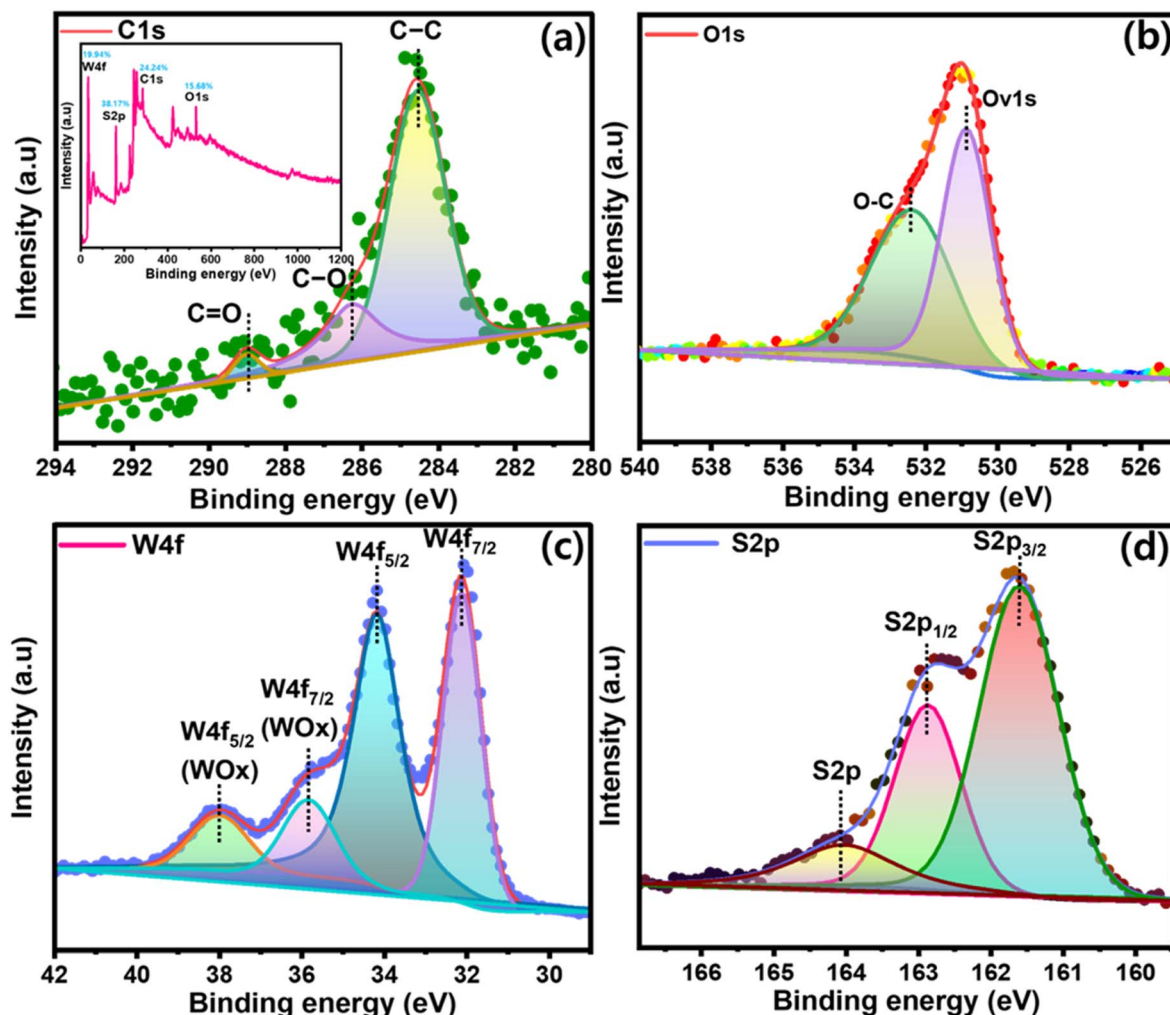 C1s
C−C
(a)
19.94%
W4f
24.24%
C1s
15.68%
O1s
38.17%
S2p
Intensity (a.u)
0 200 400 600 800 1000 1200
Binding energy (eV)
C−O
C=O
Intensity (a.u)
294 292 290 288 286 284 282 280
Binding energy (eV)
O1s
(b)
Ov1s
O-C
Intensity (a.u)
540 538 536 534 532 530 528 526
Binding energy (eV)
W4f
W4f5/2
W4f7/2
(c)
W4f7/2
(WOx)
W4f5/2
(WOx)
Intensity (a.u)
42 40 38 36 34 32 30
Binding energy (eV)
S2p
S2p3/2
(d)
S2p1/2
S2p
Intensity (a.u)
166 165 164 163 162 161 160
Binding energy (eV)